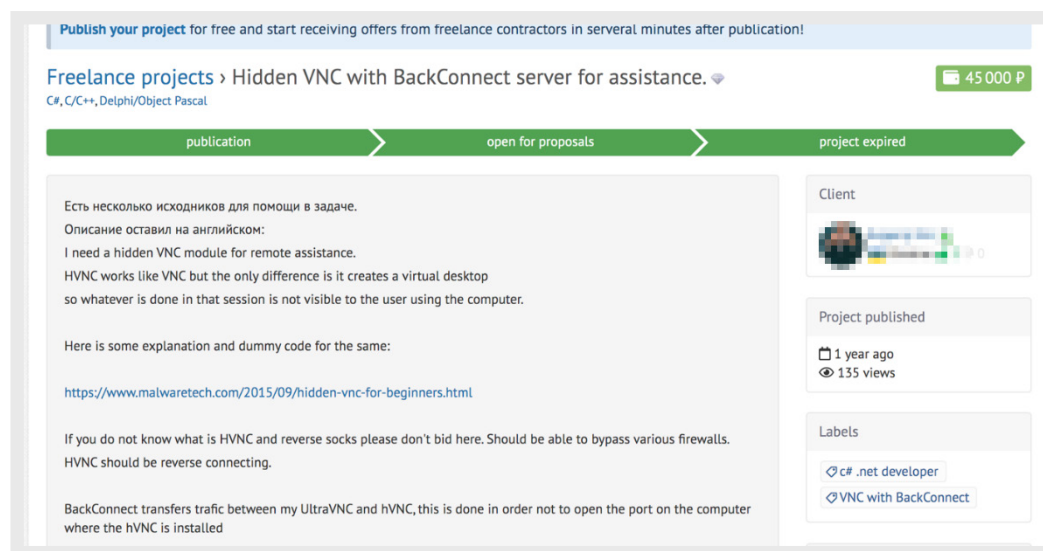 Publish your project for free and start receiving offers from freelance contractors in serveral minutes after publication!
Freelance projects › Hidden VNC with BackConnect server for assistance.
45 000 ₽
C#, C/C++, Delphi/Object Pascal
publication
open for proposals
project expired
Есть несколько исходников для помощи в задаче.
Описание оставил на английском:
I need a hidden VNC module for remote assistance.
HVNC works like VNC but the only difference is it creates a virtual desktop
so whatever is done in that session is not visible to the user using the computer.
Here is some explanation and dummy code for the same:
https://www.malwaretech.com/2015/09/hidden-vnc-for-beginners.html
If you do not know what is HVNC and reverse socks please don't bid here. Should be able to bypass various firewalls.
HVNC should be reverse connecting.
BackConnect transfers trafic between my UltraVNC and hVNC, this is done in order not to open the port on the computer
where the hVNC is installed
Client
0
Project published
1 year ago
135 views
Labels
c# .net developer
VNC with BackConnect